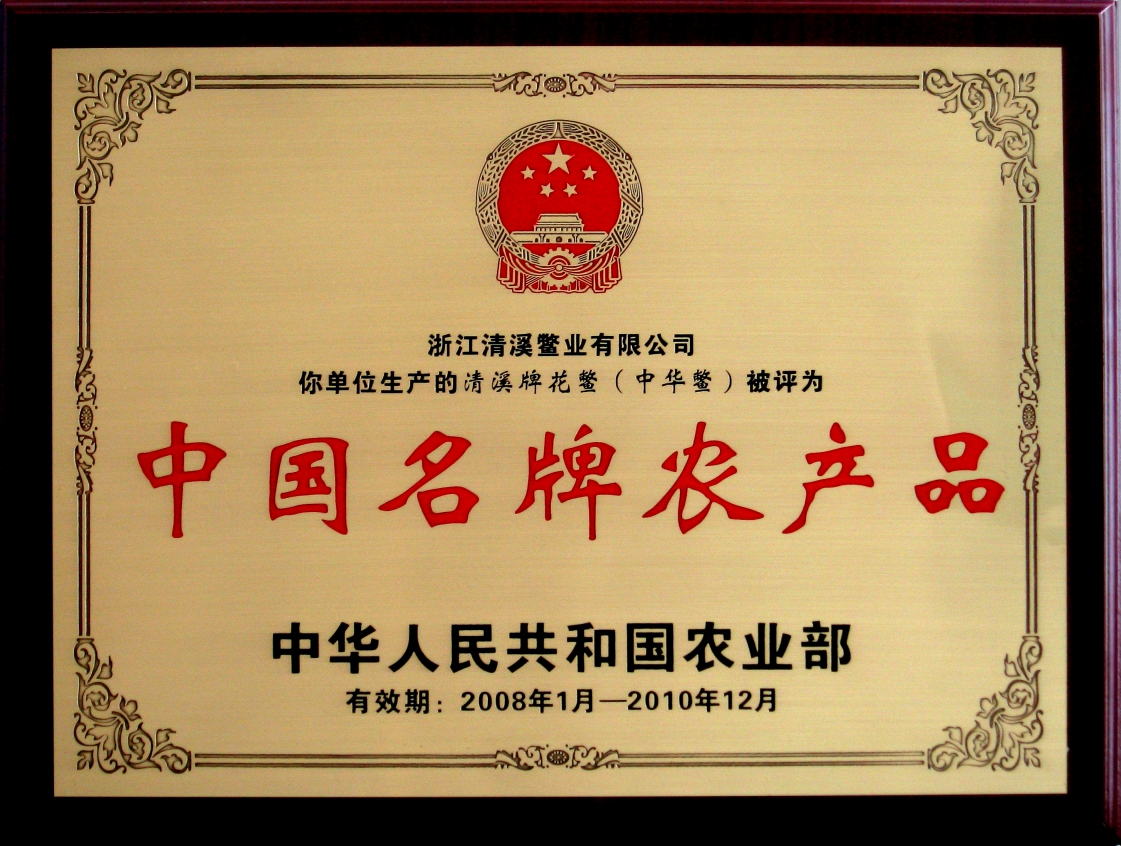 浙江清溪鳖业有限公司
你单位生产的清溪牌花鳖（中华鳖）被评为
中国名牌农产品
中华人民共和国农业部
有效期：2008年1月—2010年12月